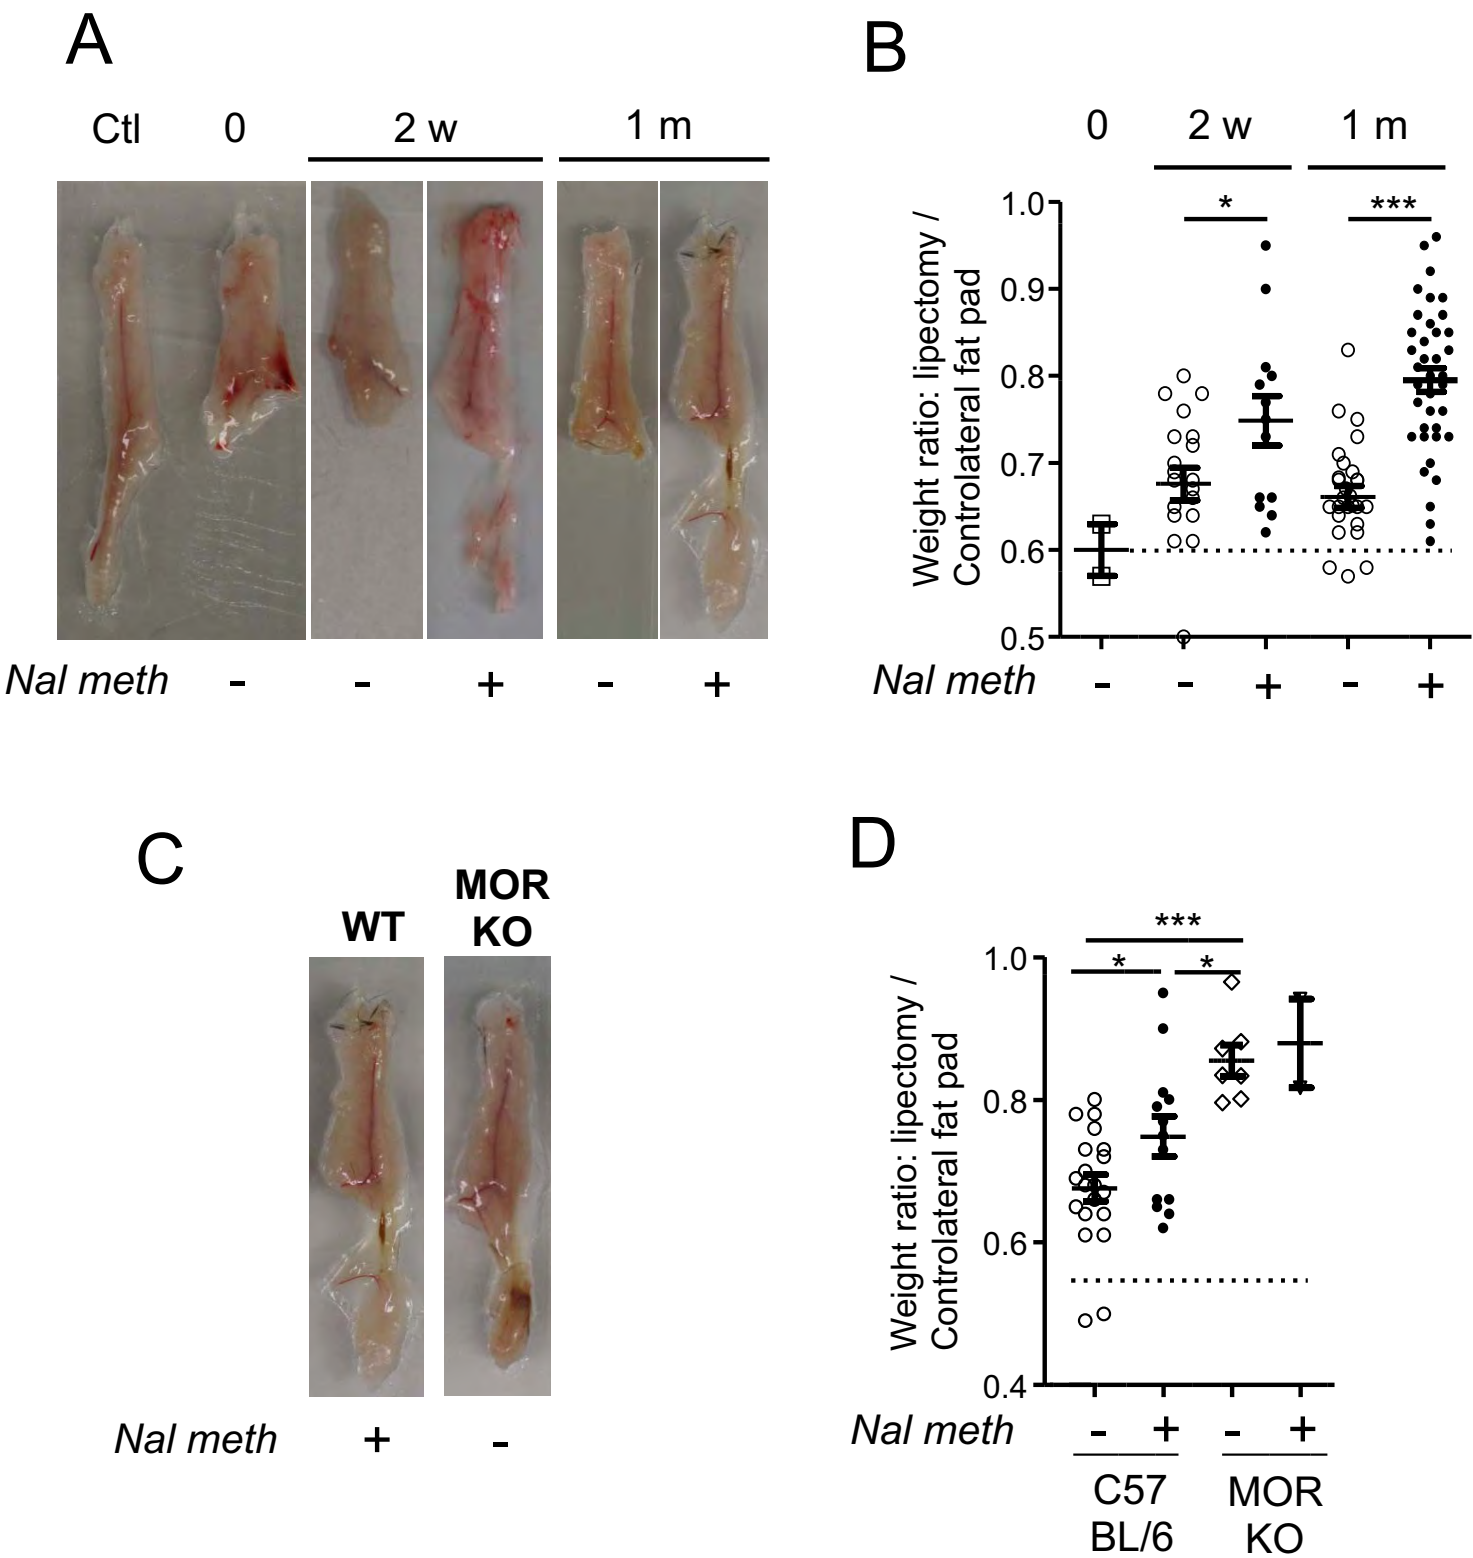 A
Ctl 0 2 w 1 m
Nal meth - - + - +
B
0 2 w 1 m
* ***
Weight ratio: lipectomy /
Controlateral fat pad
1.0
0.9
0.8
0.7
0.6
0.5
Nal meth - - + - +
C
WT MOR
KO
Nal meth + -
D
***
* *
Weight ratio: lipectomy /
Controlateral fat pad
1.0
0.8
0.6
0.4
Nal meth - + - +
C57 MOR
BL/6 KO